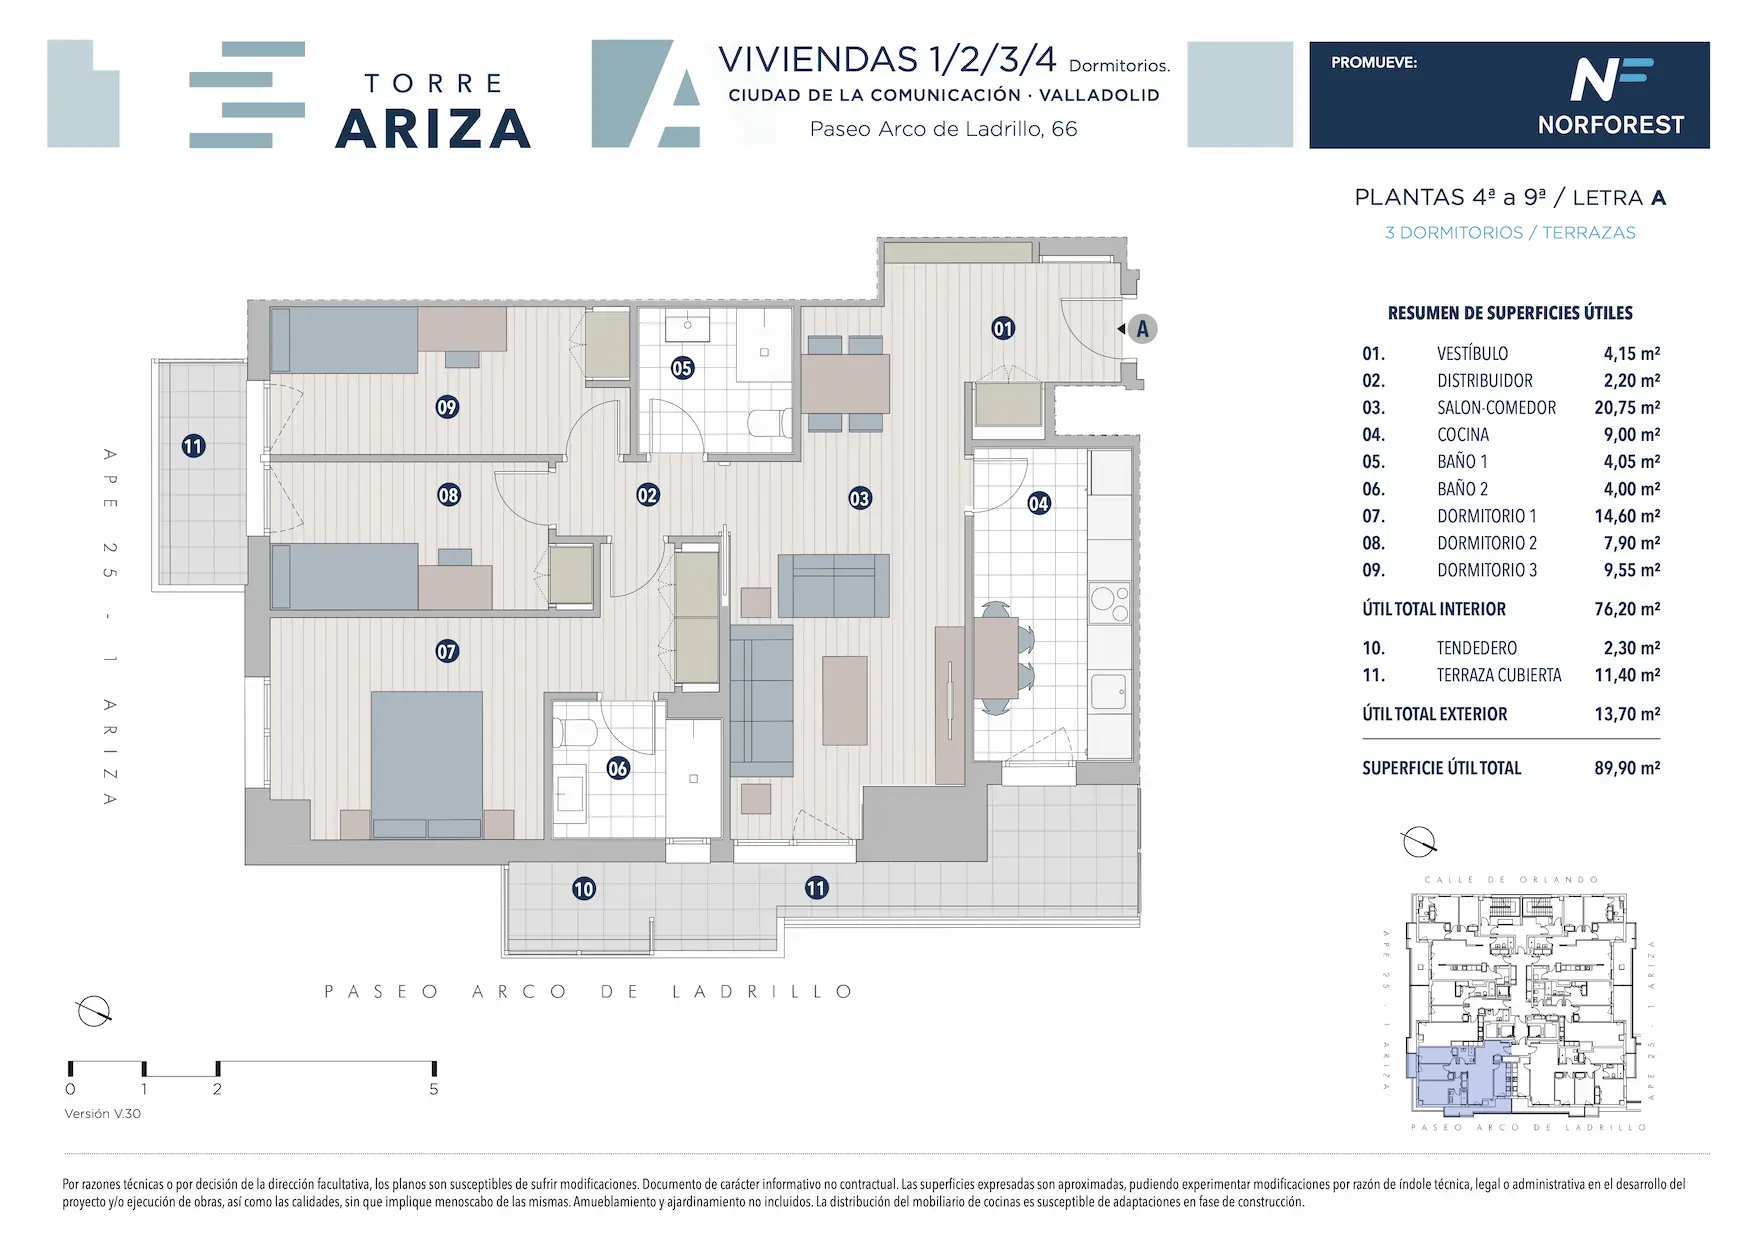 TORRE
ARIZA
VIVIENDAS 1/2/3/4 Dormitorios.
CIUDAD DE LA COMUNICACIÓN · VALLADOLID
Paseo Arco de Ladrillo, 66
PROMUEVE:
NF
NORFOREST
PLANTAS 4ª a 9ª / LETRA A
3 DORMITORIOS / TERRAZAS
RESUMEN DE SUPERFICIES ÚTILES
01. VESTÍBULO 4,15 m²
02. DISTRIBUIDOR 2,20 m²
03. SALON-COMEDOR 20,75 m²
04. COCINA 9,00 m²
05. BAÑO 1 4,05 m²
06. BAÑO 2 4,00 m²
07. DORMITORIO 1 14,60 m²
08. DORMITORIO 2 7,90 m²
09. DORMITORIO 3 9,55 m²
ÚTIL TOTAL INTERIOR 76,20 m²
10. TENDEDERO 2,30 m²
11. TERRAZA CUBIERTA 11,40 m²
ÚTIL TOTAL EXTERIOR 13,70 m²
SUPERFICIE ÚTIL TOTAL 89,90 m²
01
A
05
09
11
08
02
03
04
07
06
10
11
APE 25 - 1 ARIZA
PASEO ARCO DE LADRILLO
CALLE DE ORLANDO
APE 25 - 1 ARIZA
APE 25 - 1 ARIZA
PASEO ARCO DE LADRILLO
0 1 2 5
Versión V.30
Por razones técnicas o por decisión de la dirección facultativa, los planos son susceptibles de sufrir modificaciones. Documento de carácter informativo no contractual. Las superficies expresadas son aproximadas, pudiendo experimentar modificaciones por razón de índole técnica, legal o administrativa en el desarrollo del
proyecto y/o ejecución de obras, así como las calidades, sin que implique menoscabo de las mismas. Amueblamiento y ajardinamiento no incluidos. La distribución del mobiliario de cocinas es susceptible de adaptaciones en fase de construcción.